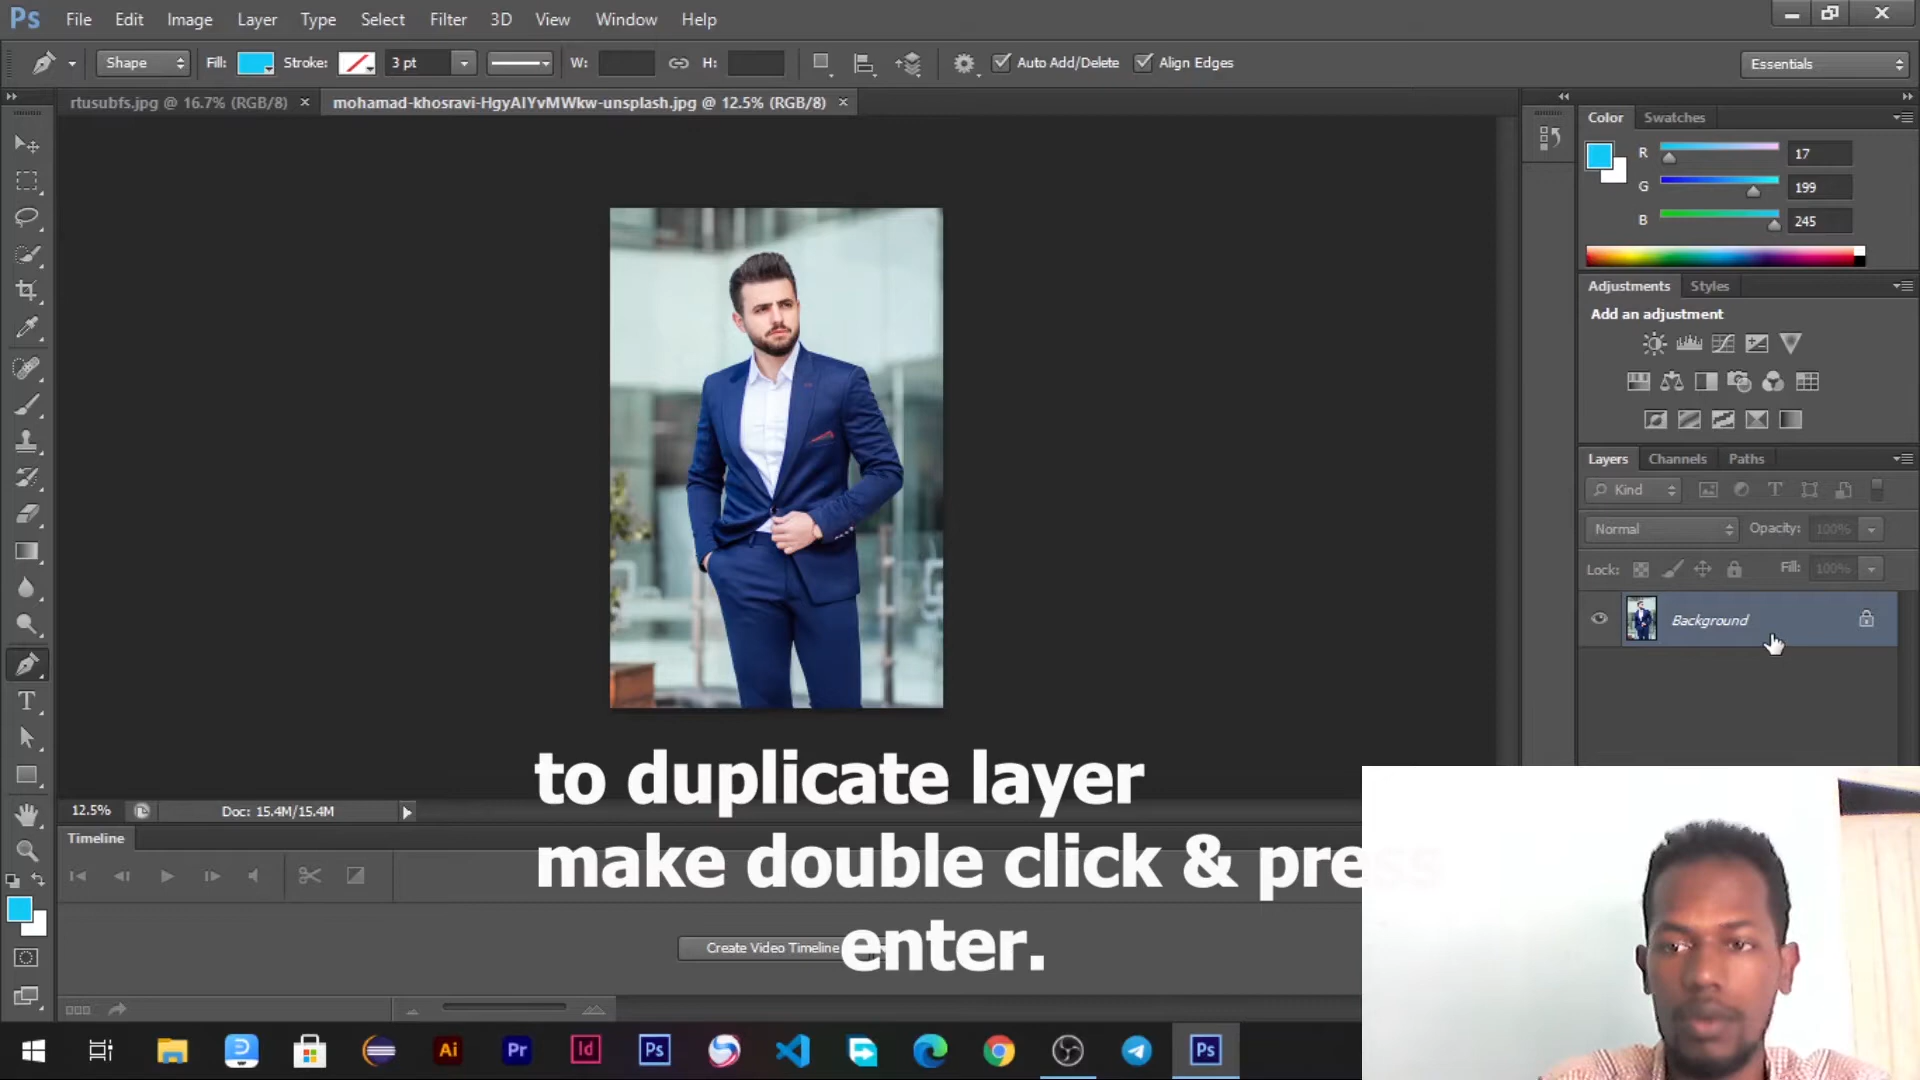 Ps File Edit Image Layer Type Select Filter 3D View Window Help
Shape Fill: Stroke: 3 pt W: H: Auto Add/Delete Align Edges Essentials
rtusubfs.jpg @ 16.7% (RGB/8) × mohamad-khosravi-HgyAIYvMWkw-unsplash.jpg @ 12.5% (RGB/8) ×
Color Swatches
R 17
G 199
B 245
Adjustments Styles
Add an adjustment
Layers Channels Paths
Kind
Normal Opacity: 100%
Lock: Fill: 100%
Background
to duplicate layer
make double click & press
enter.
12.5% Doc: 15.4M/15.4M
Timeline
Create Video Timeline
Ai Pr Id Ps Ps